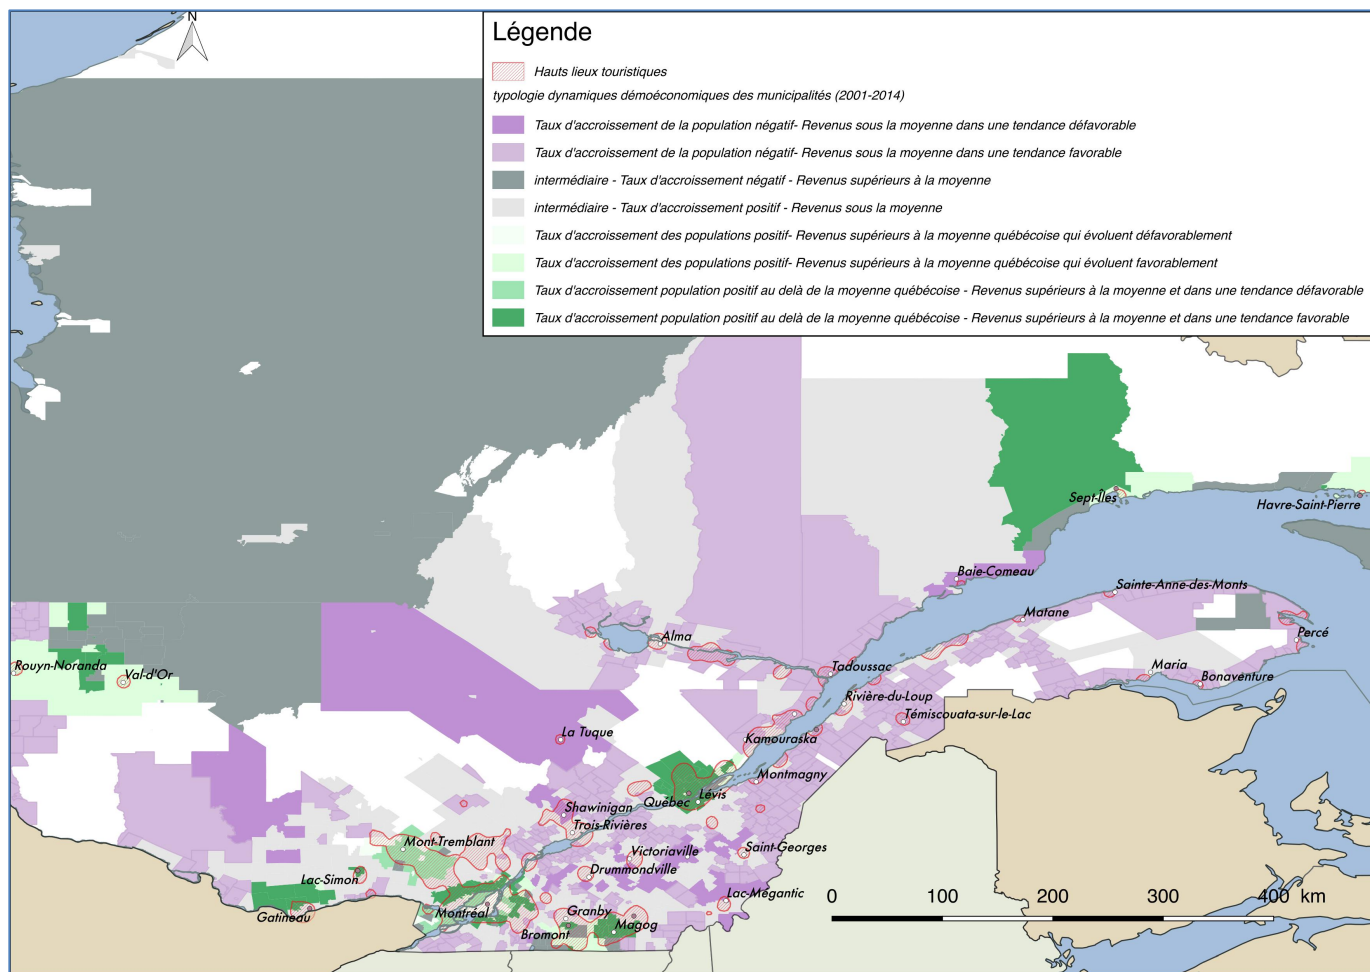 N
Légende
Hauts lieux touristiques
typologie dynamiques démoéconomiques des municipalités (2001-2014)
Taux d'accroissement de la population négatif- Revenus sous la moyenne dans une tendance défavorable
Taux d'accroissement de la population négatif- Revenus sous la moyenne dans une tendance favorable
intermédiaire - Taux d'accroissement négatif - Revenus supérieurs à la moyenne
intermédiaire - Taux d'accroissement positif - Revenus sous la moyenne
Taux d'accroissement des populations positif- Revenus supérieurs à la moyenne québécoise qui évoluent défavorablement
Taux d'accroissement des populations positif- Revenus supérieurs à la moyenne québécoise qui évoluent favorablement
Taux d'accroissement population positif au delà de la moyenne québécoise - Revenus supérieurs à la moyenne et dans une tendance défavorable
Taux d'accroissement population positif au delà de la moyenne québécoise - Revenus supérieurs à la moyenne et dans une tendance favorable
Sept-Îles
Havre-Saint-Pierre
Baie-Comeau
Sainte-Anne-des-Monts
Matane
Alma
Percé
Rouyn-Noranda
Val-d'Or
Tadoussac
Maria
Bonaventure
Rivière-du-Loup
Témiscouata-sur-le-Lac
La Tuque
Kamouraska
Montmagny
Québec
Lévis
Shawinigan
Trois-Rivières
Mont-Tremblant
Victoriaville
Saint-Georges
Drummondville
Lac-Simon
Lac-Mégantic
Gatineau
Montréal
Granby
Magog
Bromont
0 100 200 300 400 km